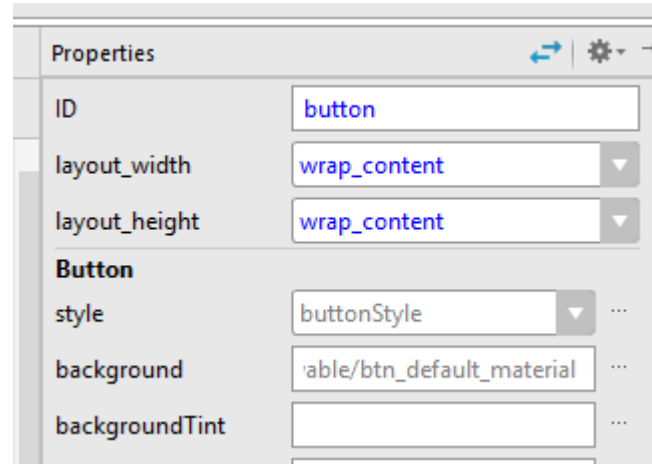 Properties
ID button
layout_width wrap_content
layout_height wrap_content
Button
style buttonStyle ...
background able/btn_default_material ...
backgroundTint ...